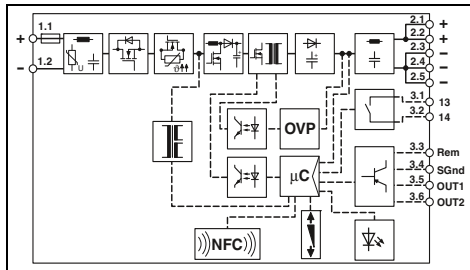 2.1 +
+ 1.1 2.2 +
2.3 –
– 1.2 2.4 –
U ϑ 2.5 –
3.1 13
3.2 14
OVP
3.3 Rem
μC 3.4 SGnd
3.5 OUT1
3.6 OUT2
NFC